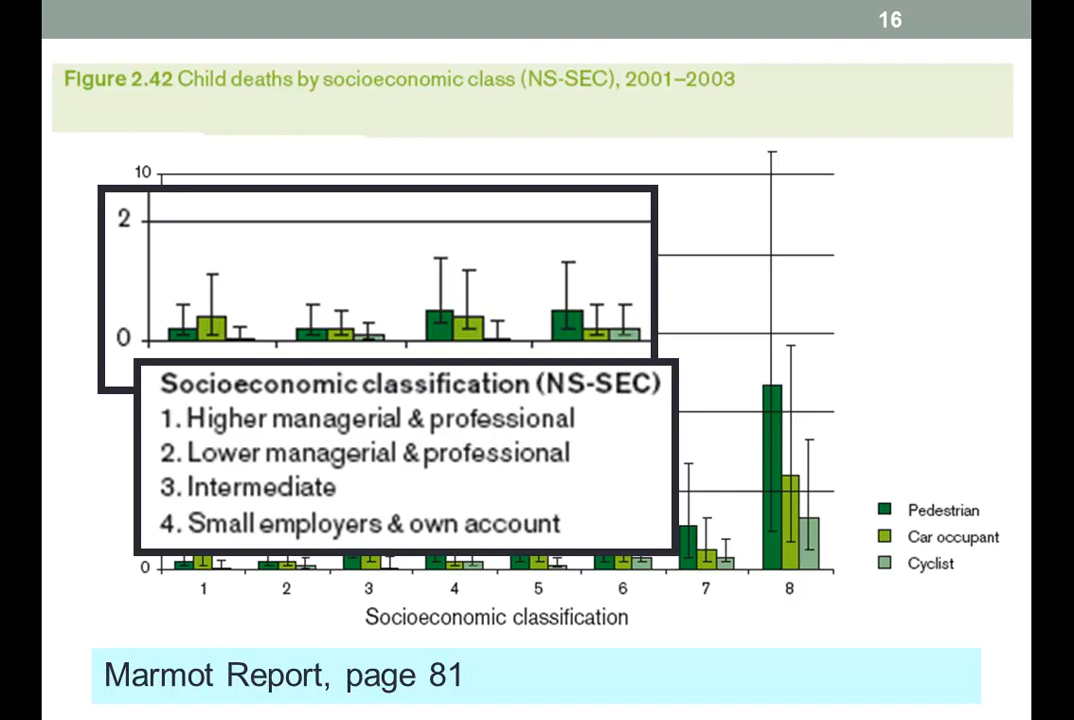 16
Figure 2.42 Child deaths by socioeconomic class (NS-SEC), 2001–2003
10
2
0
Socioeconomic classification (NS-SEC)
1. Higher managerial & professional
2. Lower managerial & professional
3. Intermediate
4. Small employers & own account
Pedestrian
Car occupant
Cyclist
0
1 2 3 4 5 6 7 8
Socioeconomic classification
Marmot Report, page 81